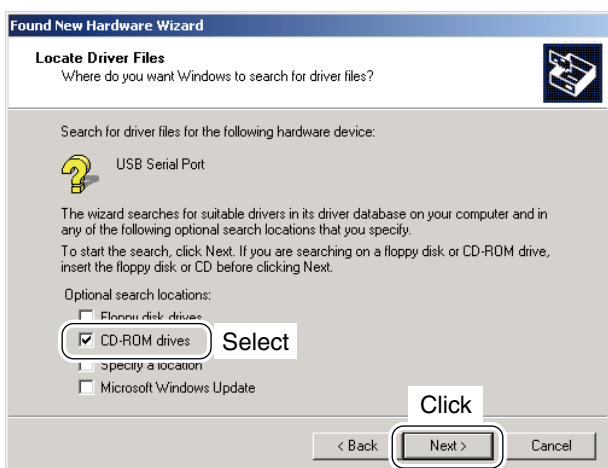 Found New Hardware Wizard
Locate Driver Files
Where do you want Windows to search for driver files?
Search for driver files for the following hardware device:
USB Serial Port
The wizard searches for suitable drivers in its driver database on your computer and in
any of the following optional search locations that you specify.
To start the search, click Next. If you are searching on a floppy disk or CD-ROM drive,
insert the floppy disk or CD before clicking Next.
Optional search locations:
Floppy disk drives
CD-ROM drives Select
Specify a location
Microsoft Windows Update
Click
< Back Next > Cancel